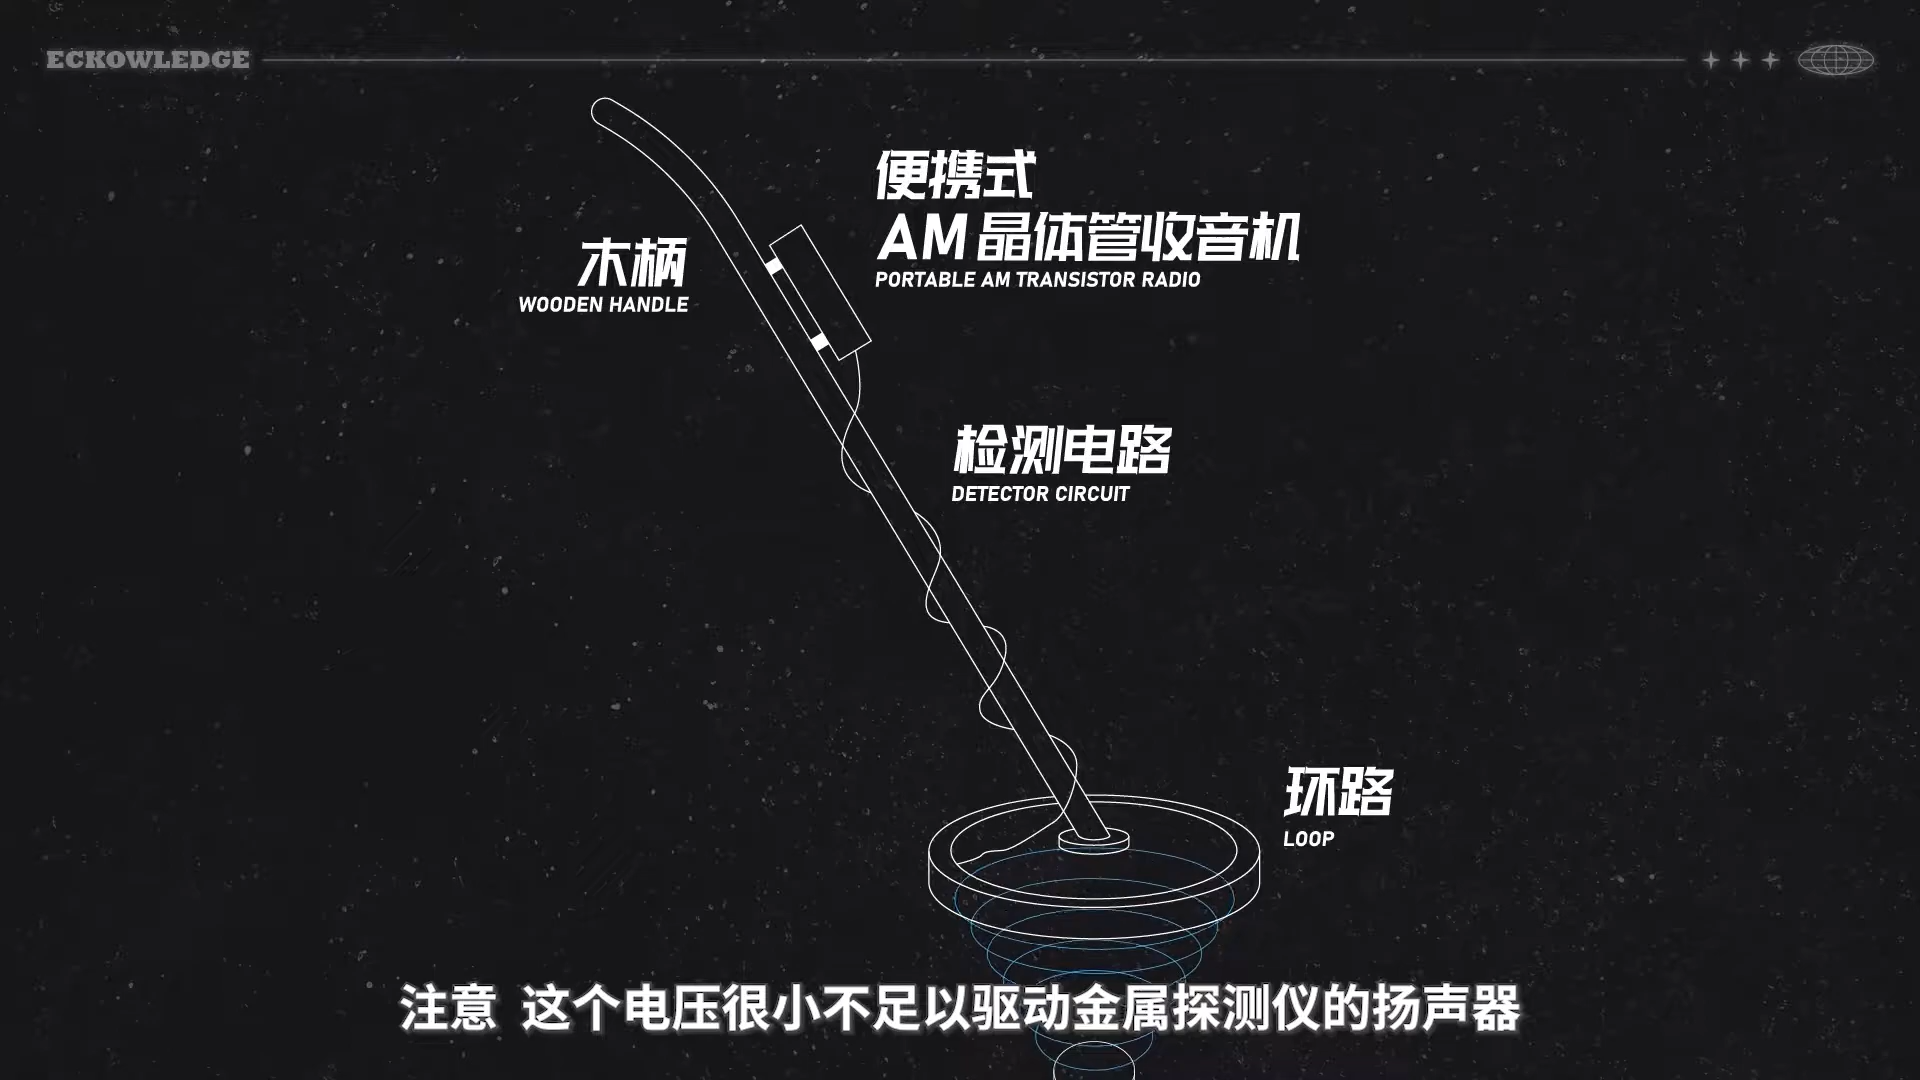 ECKOWLEDGE
便携式
AM晶体管收音机
PORTABLE AM TRANSISTOR RADIO
木柄
WOODEN HANDLE
检测电路
DETECTOR CIRCUIT
环路
LOOP
注意 这个电压很小不足以驱动金属探测仪的扬声器